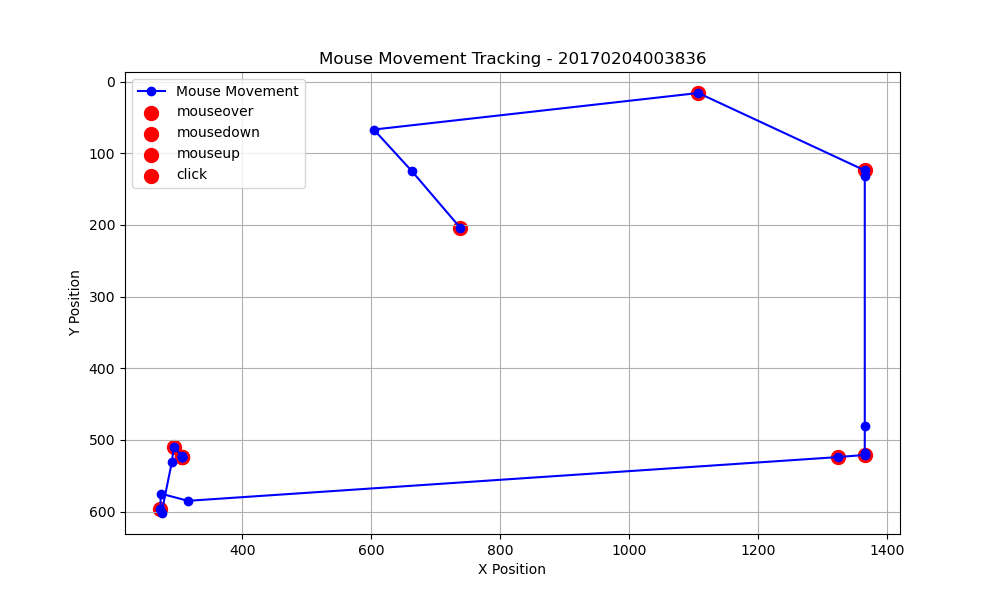 Mouse Movement Tracking - 20170204003836
Mouse Movement
mouseover
mousedown
mouseup
click
0
100
200
300
400
500
600
Y Position
400
600
800
1000
1200
1400
X Position